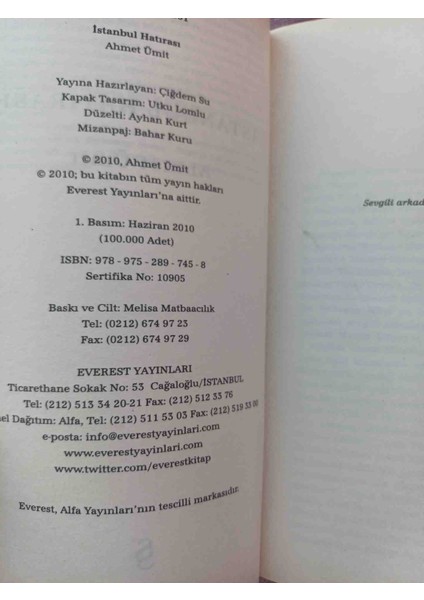 İstanbul Hatırası
Ahmet Ümit
Yayına Hazırlayan: Çiğdem Su
Kapak Tasarım: Utku Lomlu
Düzelti: Ayhan Kurt
Mizanpaj: Bahar Kuru
© 2010, Ahmet Ümit
© 2010; bu kitabın tüm yayın hakları
Everest Yayınları'na aittir.
1. Basım: Haziran 2010
(100.000 Adet)
ISBN: 978 - 975 - 289 - 745 - 8
Sertifika No: 10905
Baskı ve Cilt: Melisa Matbaacılık
Tel: (0212) 674 97 23
Fax: (0212) 674 97 29
EVEREST YAYINLARI
Ticarethane Sokak No: 53 Cağaloğlu/İSTANBUL
Tel: (212) 513 34 20-21 Fax: (212) 512 33 76
el Dağıtım: Alfa, Tel: (212) 511 53 03 Fax: (212) 519 33 00
e-posta: info@everestyayinlari.com
www.everestyayinlari.com
www.twitter.com/everestkitap
Everest, Alfa Yayınları'nın tescilli markasıdır.
Sevgili arkad